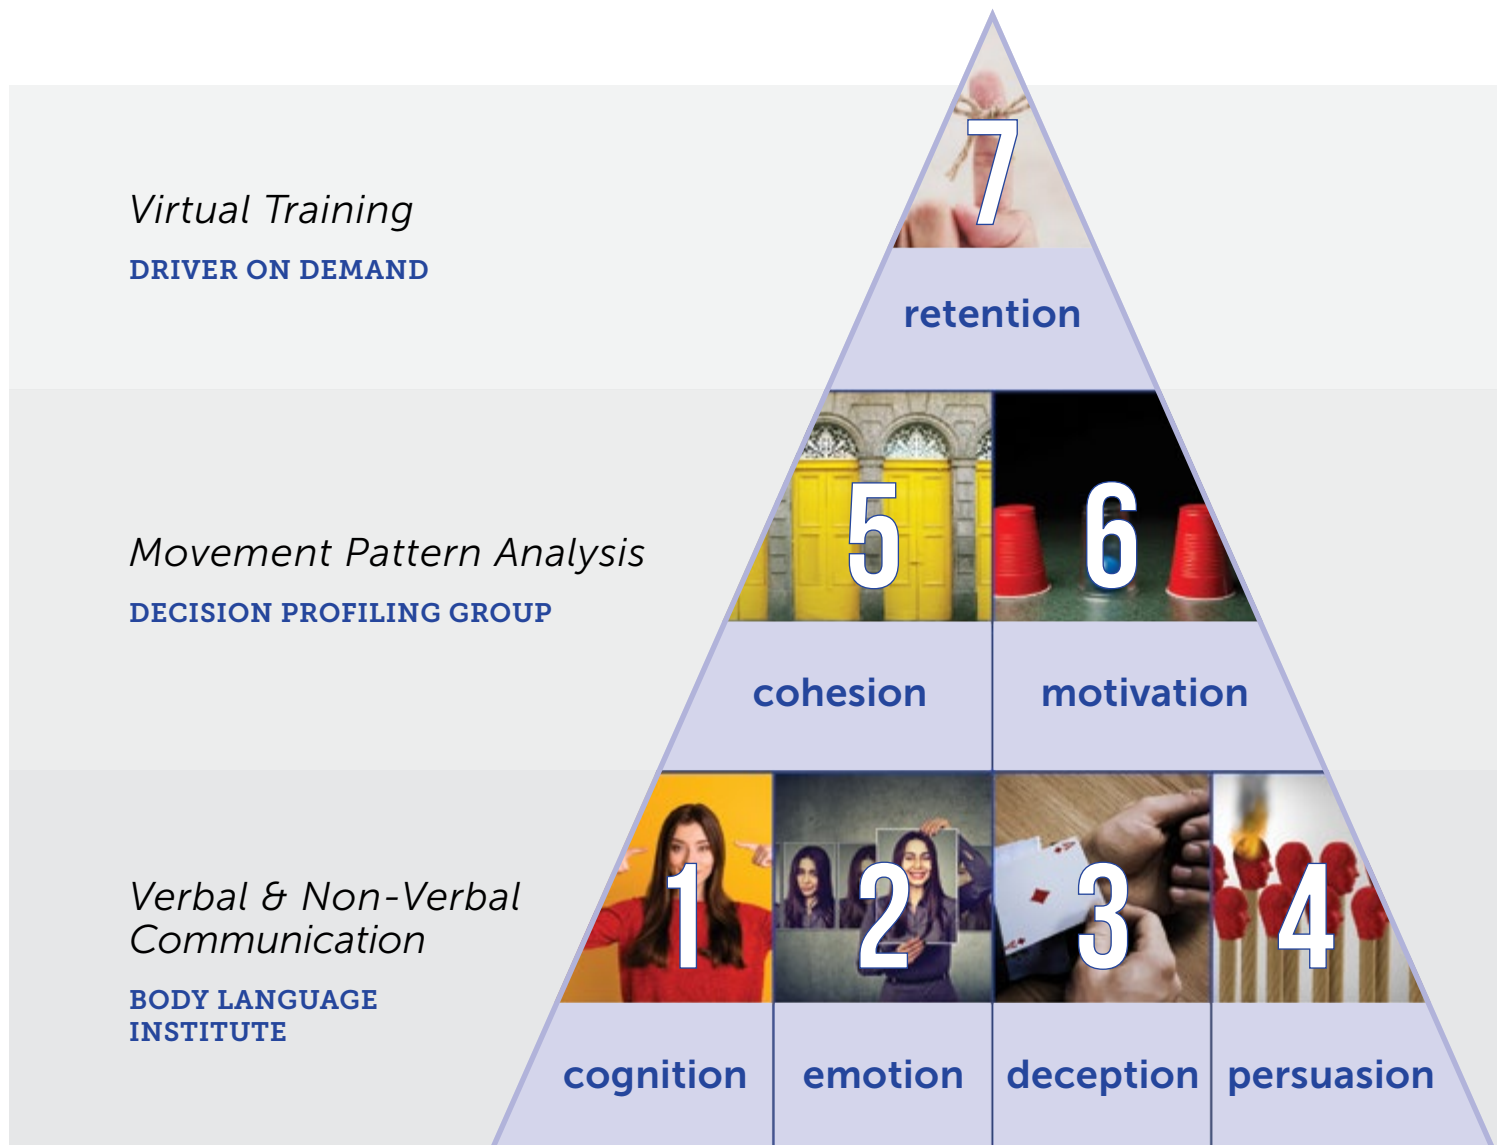 7
Virtual Training
DRIVER ON DEMAND
retention
5
6
Movement Pattern Analysis
DECISION PROFILING GROUP
cohesion
motivation
1
2
3
4
Verbal & Non-Verbal
Communication
BODY LANGUAGE
INSTITUTE
cognition
emotion
deception
persuasion